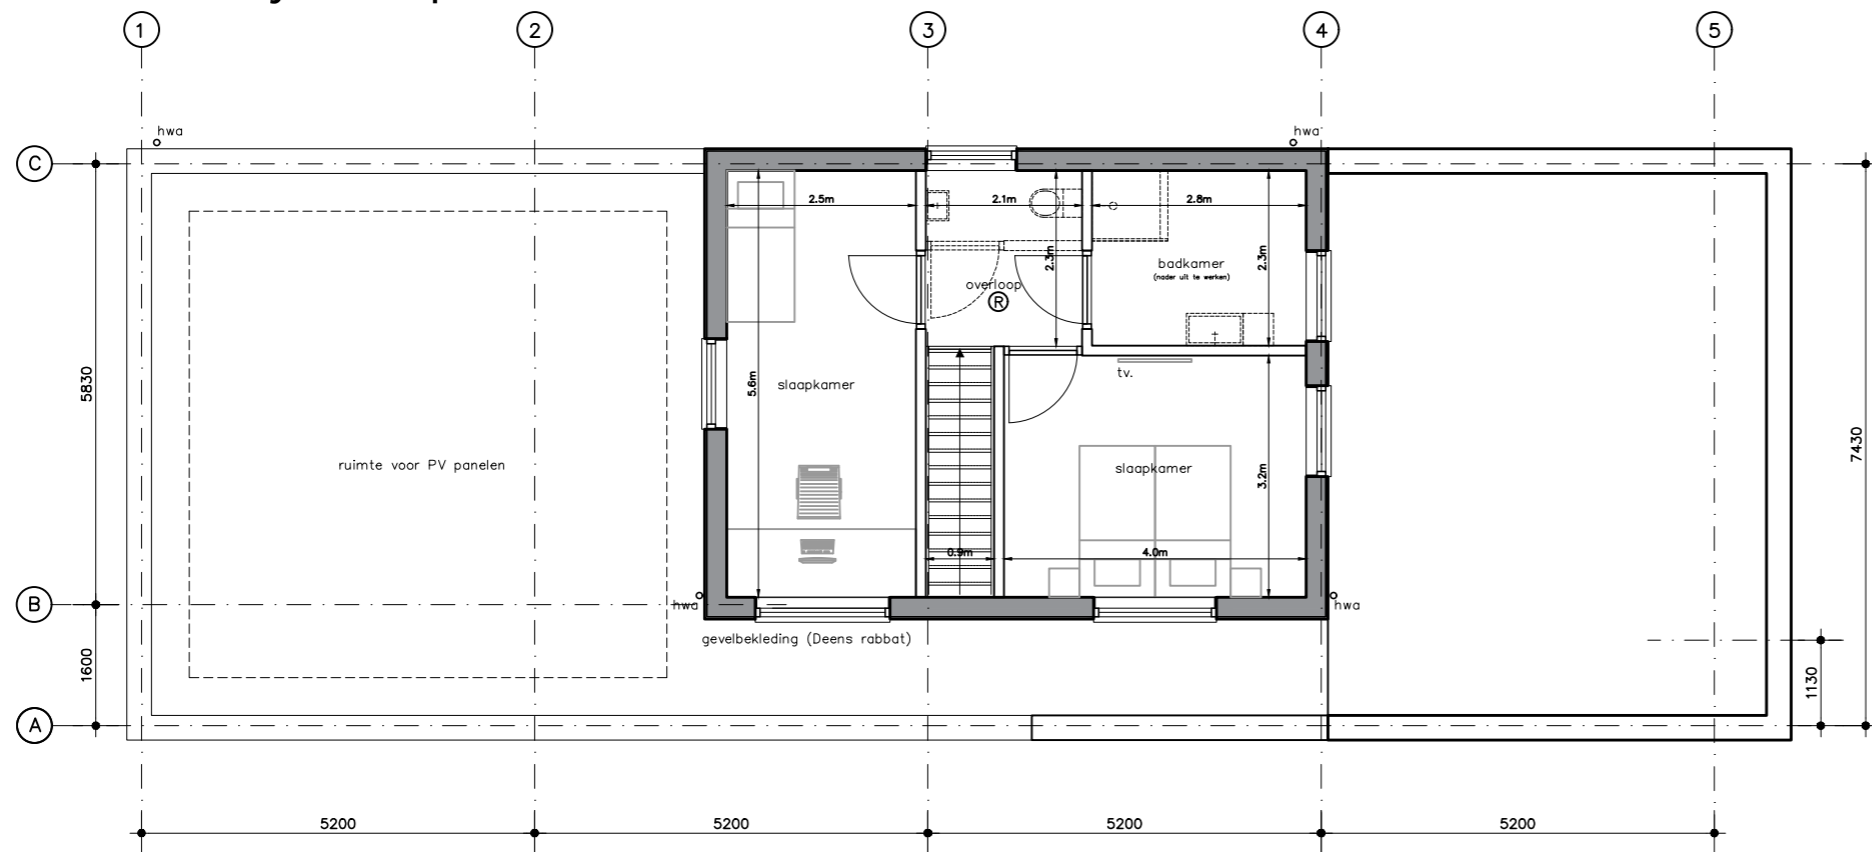 1 2 3 4 5
hwa hwa
C
2.5m 2.1m 2.8m
2.3m 2.3m
badkamer
(nader uit te werken)
overloop
R
5830
5.6m
slaapkamer
tv.
7430
ruimte voor PV panelen
slaapkamer
3.2m
0.9m 4.0m
B
hwa hwa
gevelbekleding (Deens rabbat)
1600
1130
A
5200 5200 5200 5200